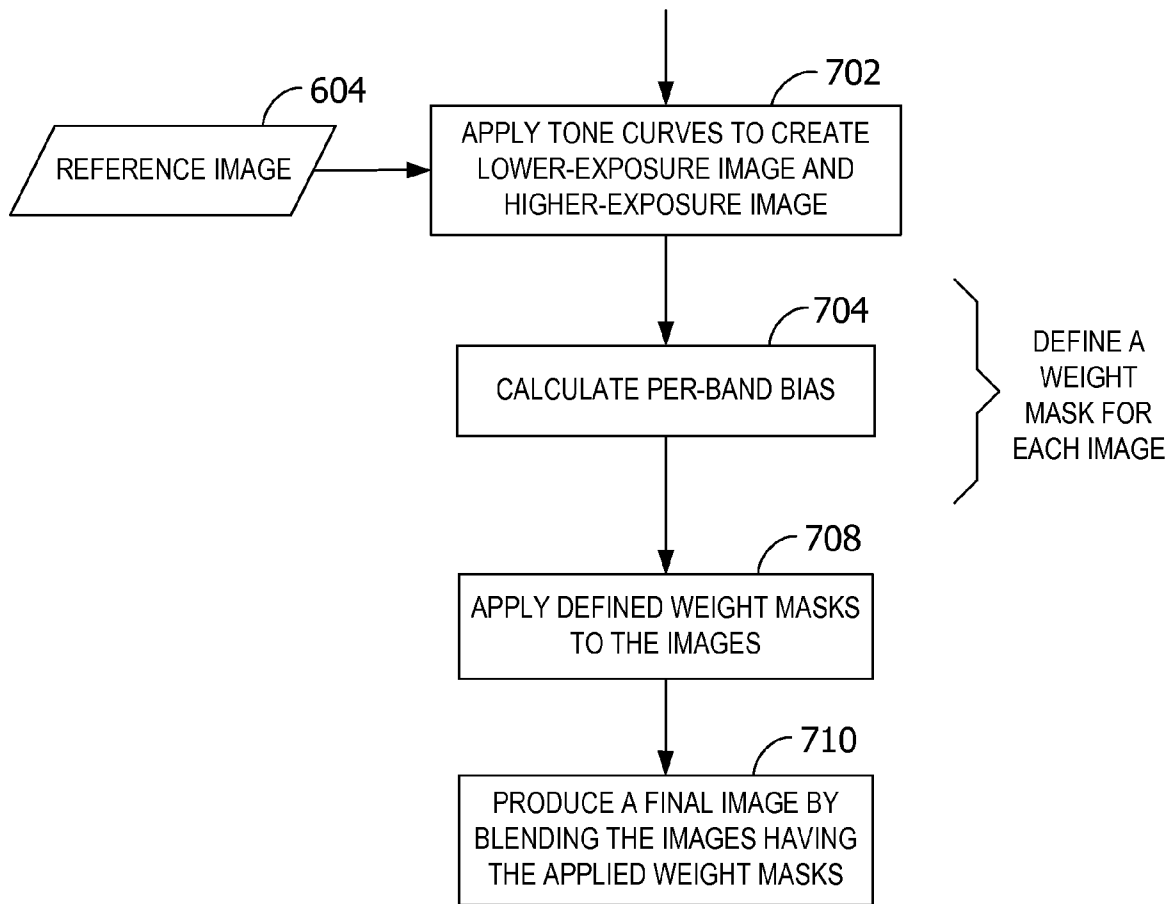 702
604
APPLY TONE CURVES TO CREATE
LOWER-EXPOSURE IMAGE AND
HIGHER-EXPOSURE IMAGE
REFERENCE IMAGE
704
CALCULATE PER-BAND BIAS
DEFINE A
WEIGHT
MASK FOR
EACH IMAGE
708
APPLY DEFINED WEIGHT MASKS
TO THE IMAGES
710
PRODUCE A FINAL IMAGE BY
BLENDING THE IMAGES HAVING
THE APPLIED WEIGHT MASKS